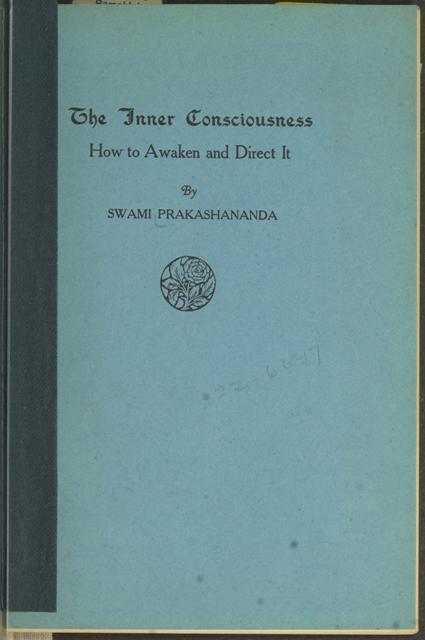 The Inner Consciousness
How to Awaken and Direct It
By
SWAMI PRAKASHANANDA